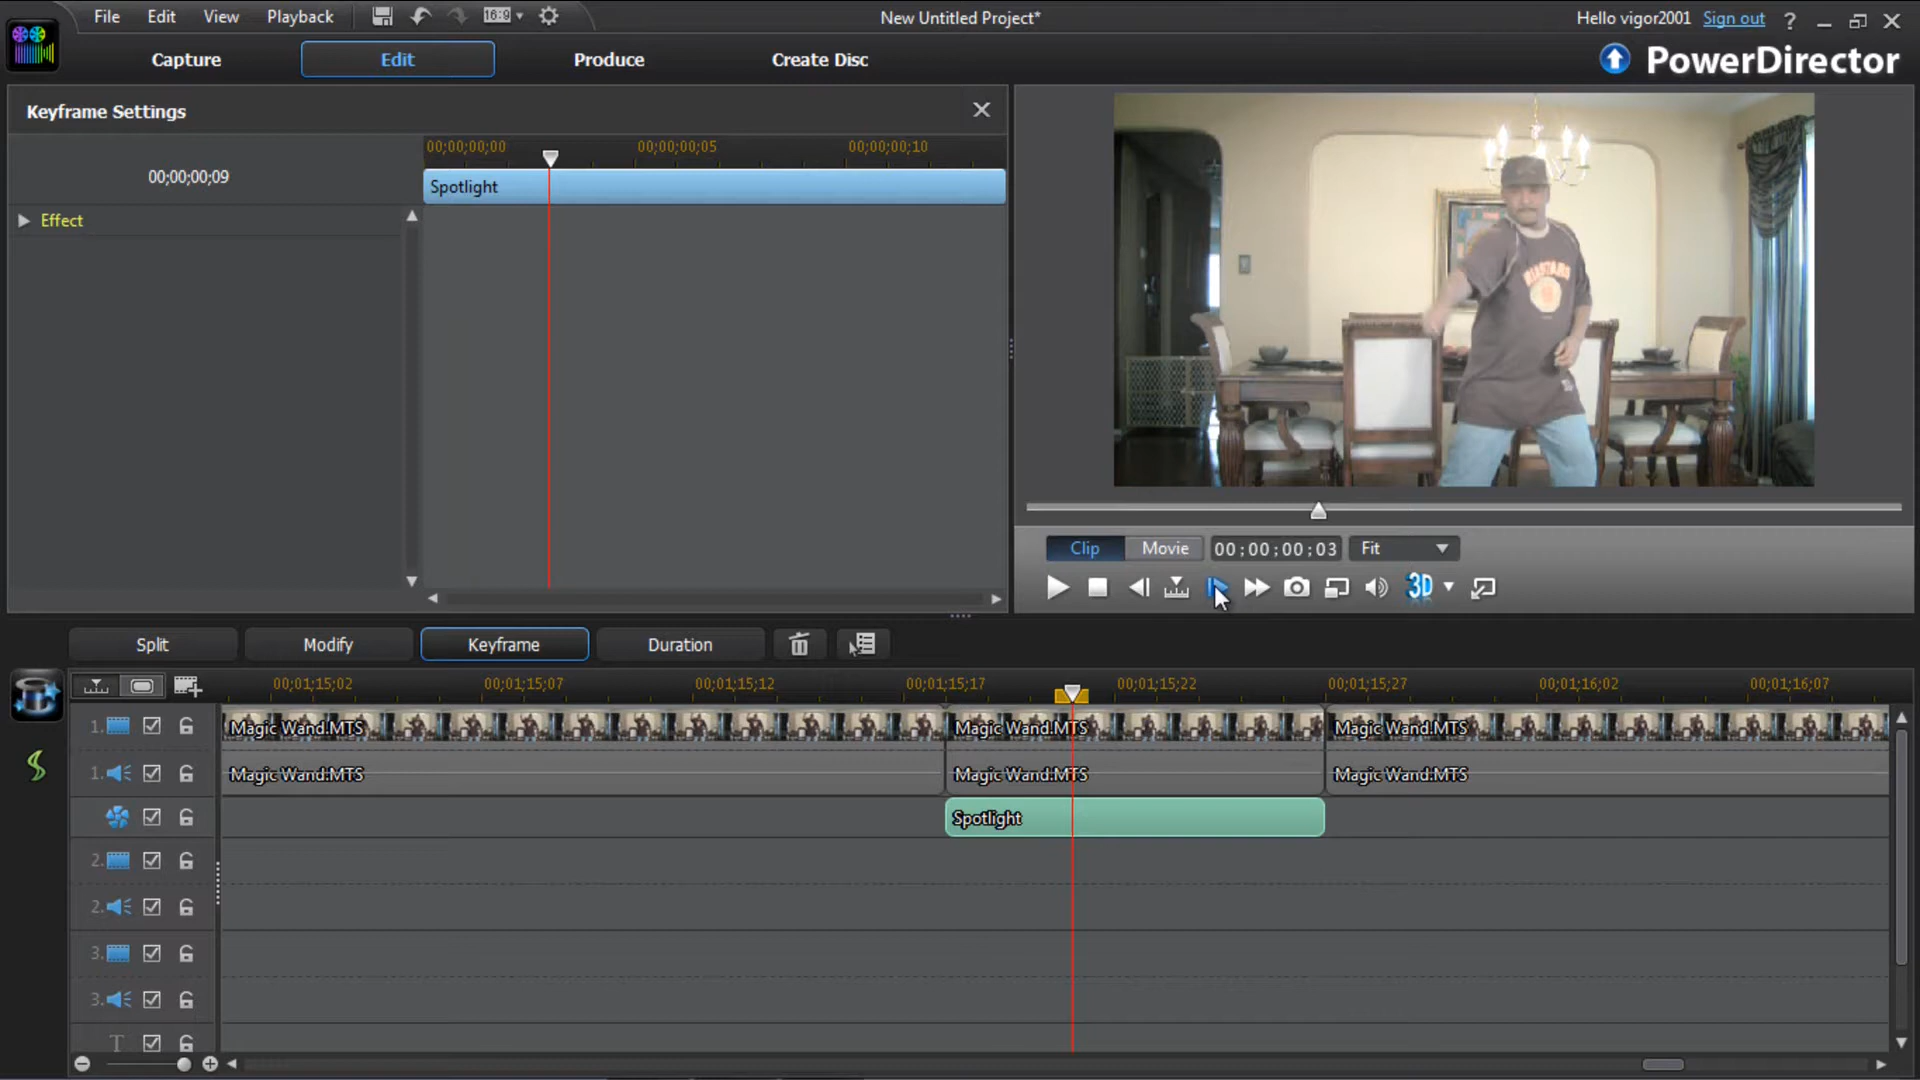 File Edit View Playback 16:9 New Untitled Project* Hello vigor2001 Sign out ?
Capture Edit Produce Create Disc PowerDirector
Keyframe Settings
00;00;00;00 00;00;00;05 00;00;00;10
00;00;00;09
Spotlight
Effect
Clip Movie 00;00;00;03 Fit
3D
Split Modify Keyframe Duration
00;01;15;02 00;01;15;07 00;01;15;12 00;01;15;17 00;01;15;22 00;01;15;27 00;01;16;02 00;01;16;07
1. Magic Wand.MTS Magic Wand.MTS Magic Wand.MTS
1. Magic Wand.MTS Magic Wand.MTS Magic Wand.MTS
Spotlight
2.
2.
3.
3.
T